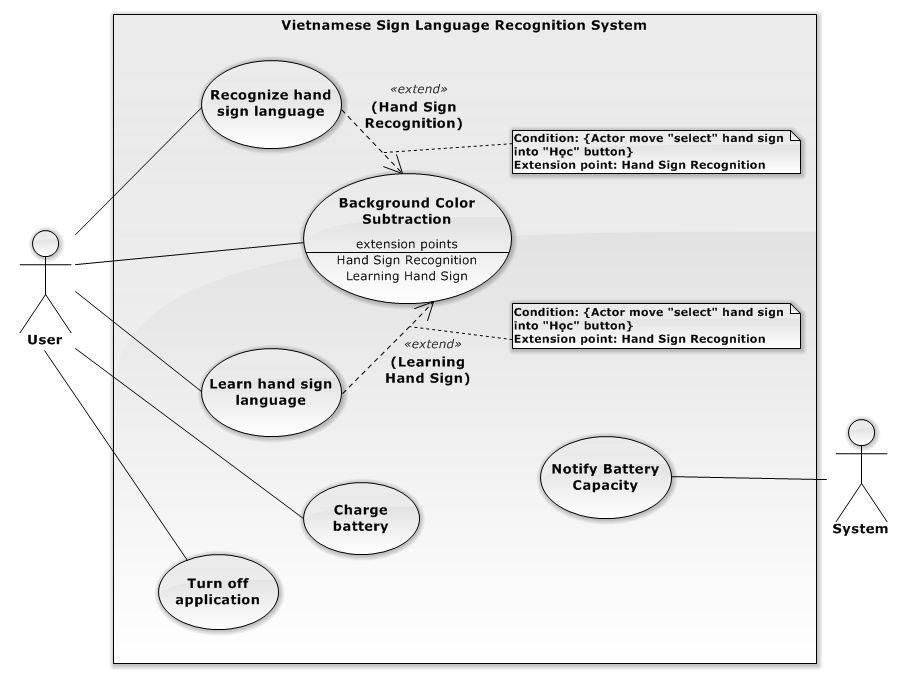 Vietnamese Sign Language Recognition System
Recognize hand
sign language
«extend»
(Hand Sign
Recognition)
Condition: {Actor move "select" hand sign
into "Học" button}
Extension point: Hand Sign Recognition
Background Color
Subtraction
extension points
Hand Sign Recognition
Learning Hand Sign
User
Condition: {Actor move "select" hand sign
into "Học" button}
Extension point: Hand Sign Recognition
«extend»
(Learning
Hand Sign)
Learn hand sign
language
Notify Battery
Capacity
System
Charge
battery
Turn off
application